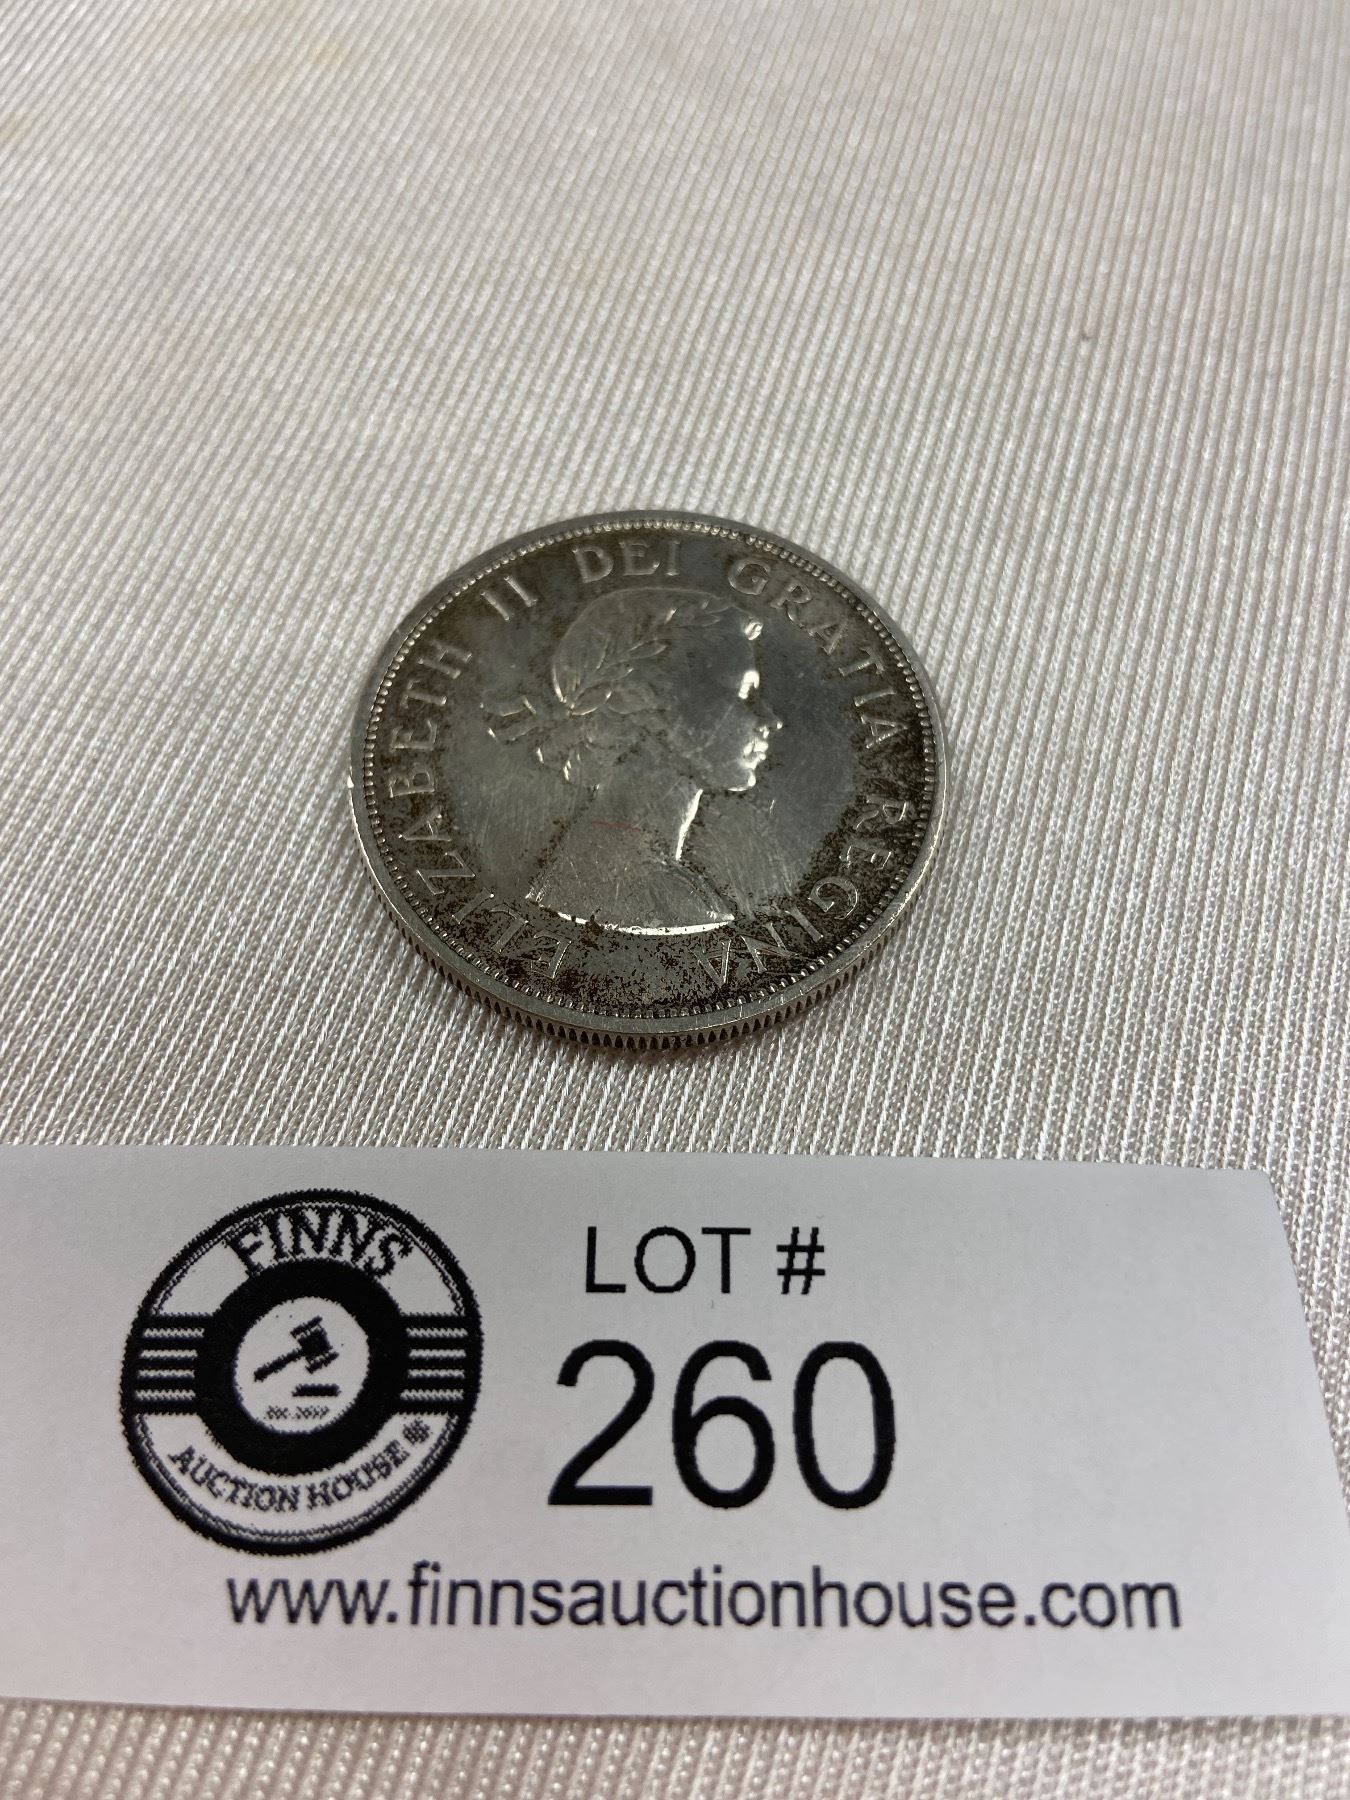 ELIZABETH II DEI GRATIA REGINA
FINNS
AUCTION HOUSE
LOT #
260
www.finnsauctionhouse.com